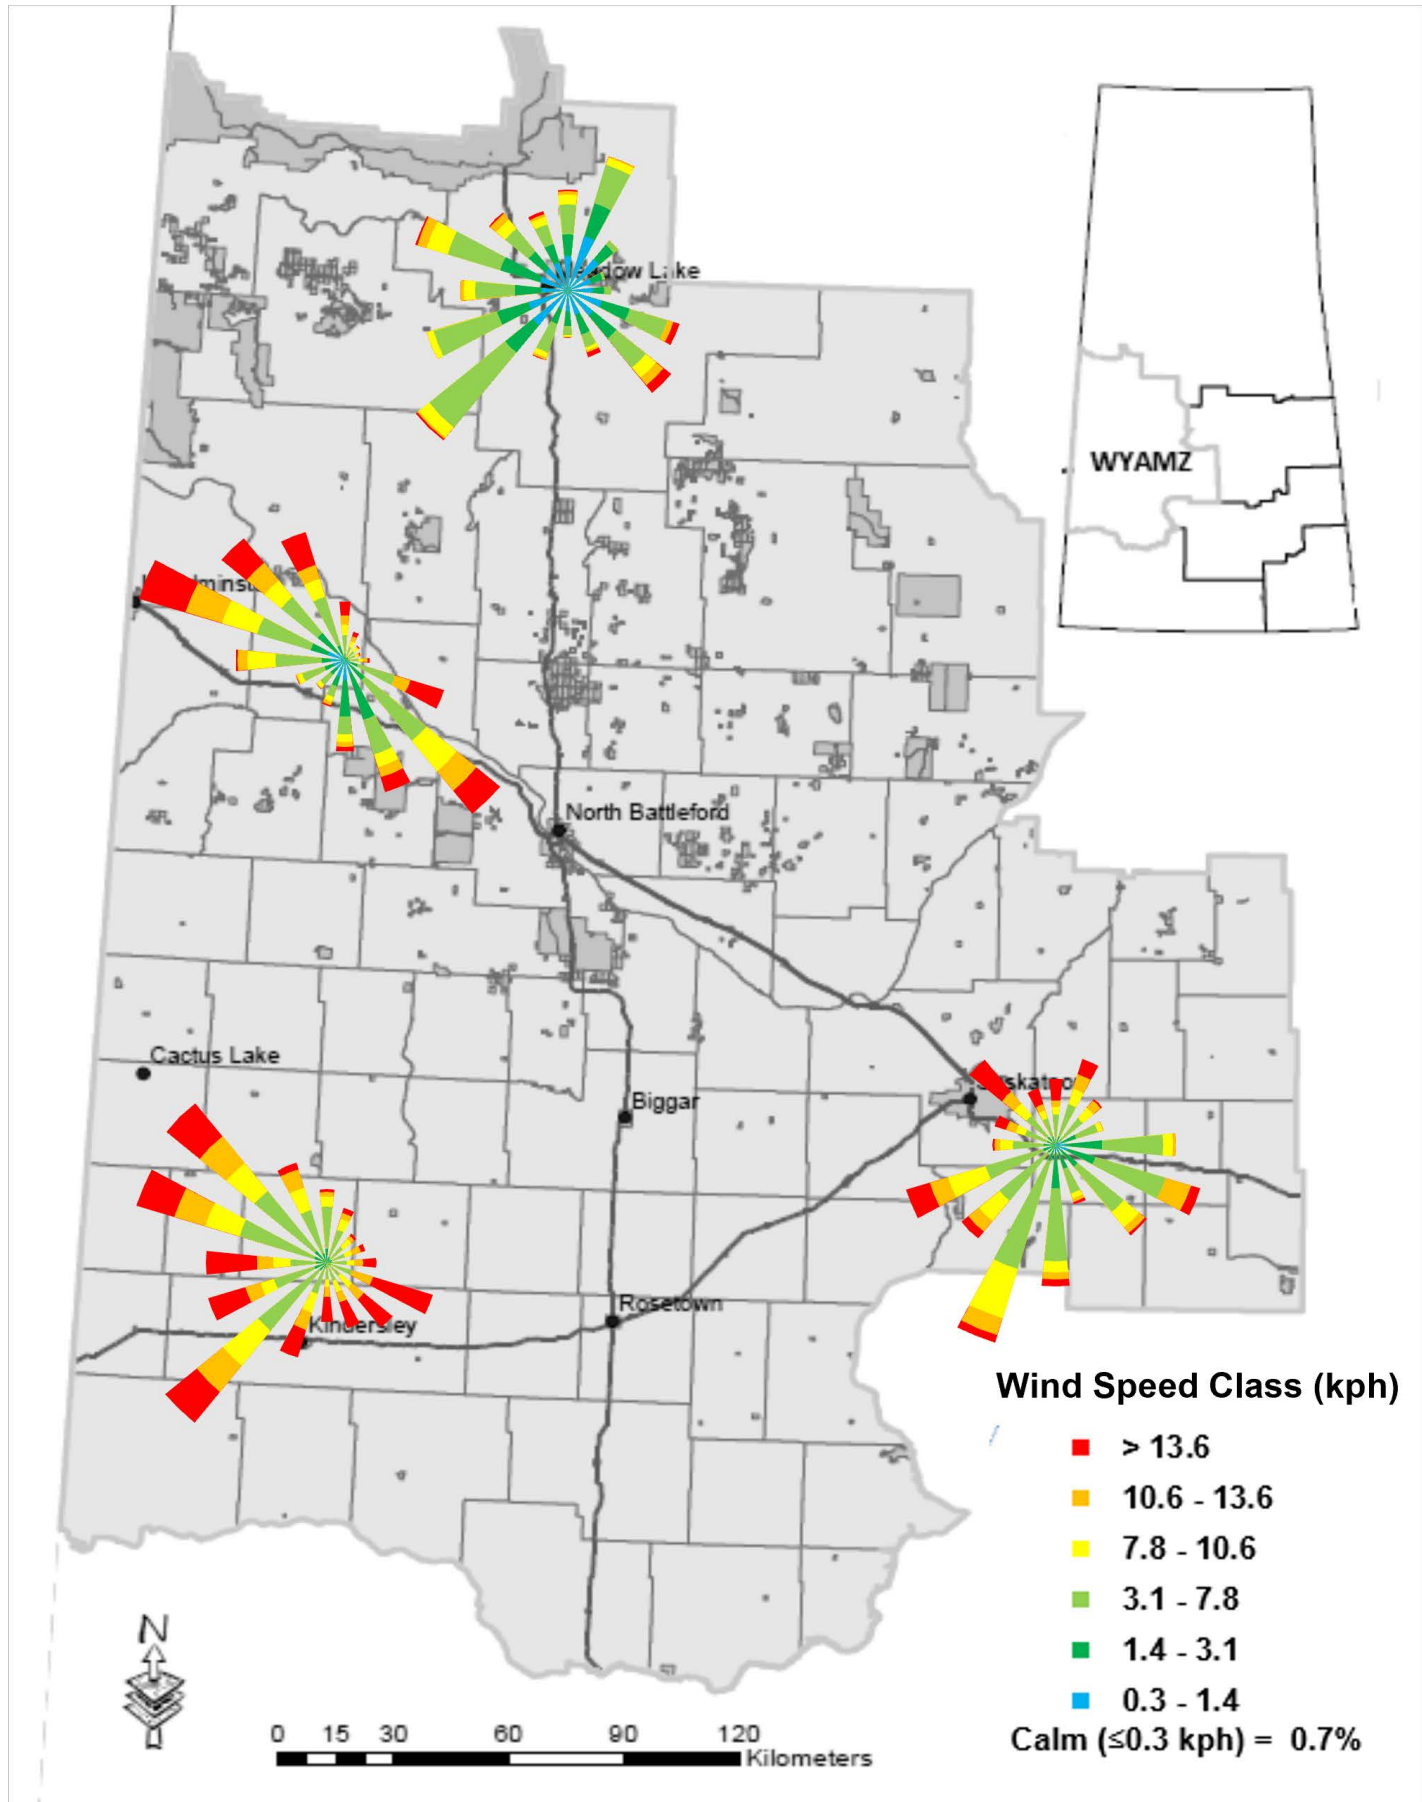 Lake
WYAMZ
North Battleford
Cactus Lake
Biggar
Rosetown
Kindersley
Wind Speed Class (kph)
> 13.6
10.6 - 13.6
7.8 - 10.6
3.1 - 7.8
1.4 - 3.1
0.3 - 1.4
Calm (≤0.3 kph) = 0.7%
N
0 15 30 60 90 120
Kilometers